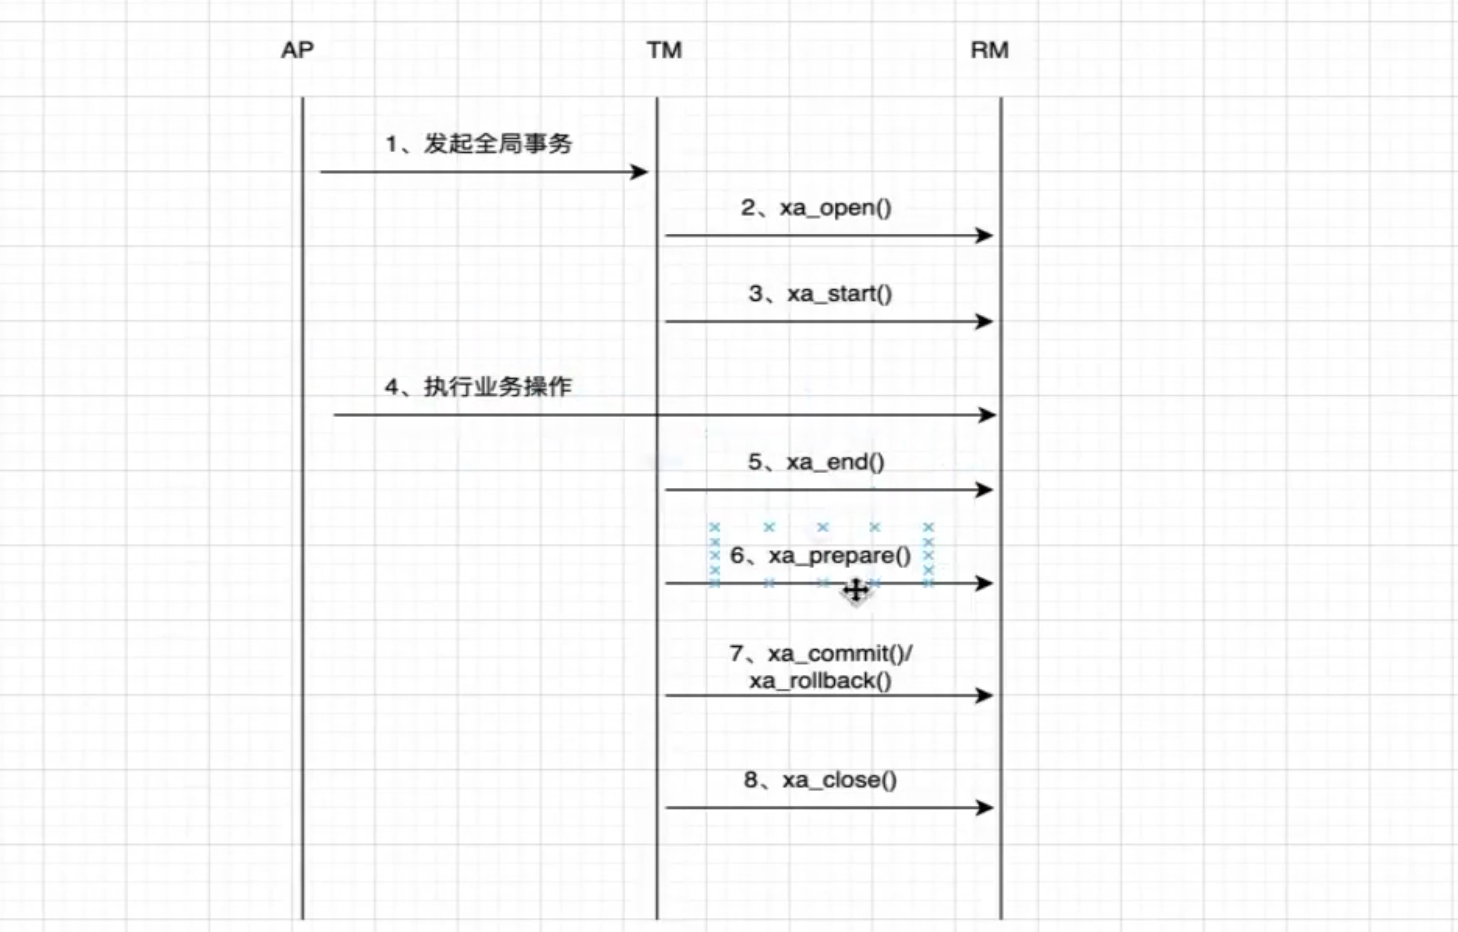 AP
TM
RM
1、发起全局事务
2、xa_open()
3、xa_start()
4、执行业务操作
5、xa_end()
6、xa_prepare()
7、xa_commit()/
xa_rollback()
8、xa_close()